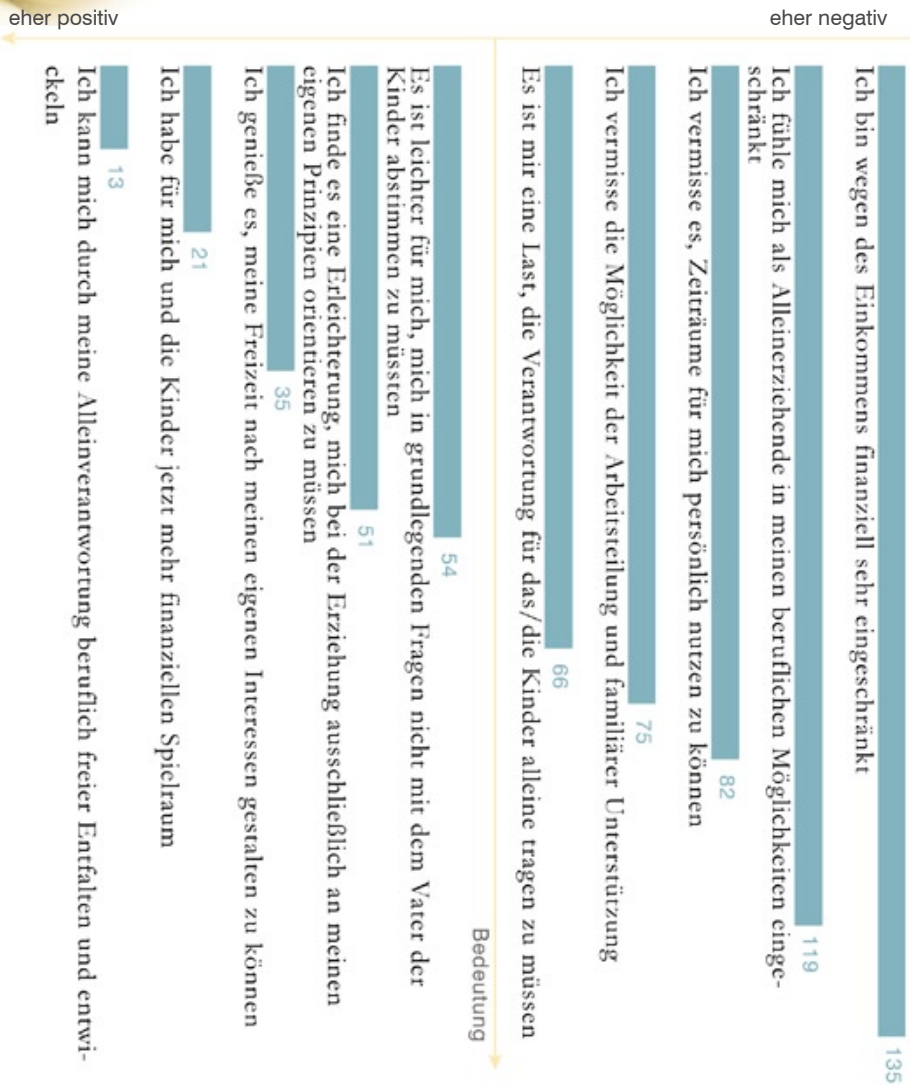 eher positiv
eher negativ
Ich bin wegen des Einkommens finanziell sehr eingeschränkt
135
Ich fühle mich als Alleinerziehende in meinen beruflichen Möglichkeiten einge-
schränkt
119
Ich vermisse es, Zeiträume für mich persönlich nutzen zu können
82
Ich vermisse die Möglichkeit der Arbeitsteilung und familiärer Unterstützung
75
Es ist mir eine Last, die Verantwortung für das/die Kinder alleine tragen zu müssen
66
Bedeutung
Es ist leichter für mich, mich in grundlegenden Fragen nicht mit dem Vater der
Kinder abstimmen zu müssten
54
Ich finde es eine Erleichterung, mich bei der Erziehung ausschließlich an meinen
eigenen Prinzipien orientieren zu müssen
51
Ich genieße es, meine Freizeit nach meinen eigenen Interessen gestalten zu können
35
Ich habe für mich und die Kinder jetzt mehr finanziellen Spielraum
21
Ich kann mich durch meine Alleinverantwortung beruflich freier Entfalten und entwi-
ckeln
13